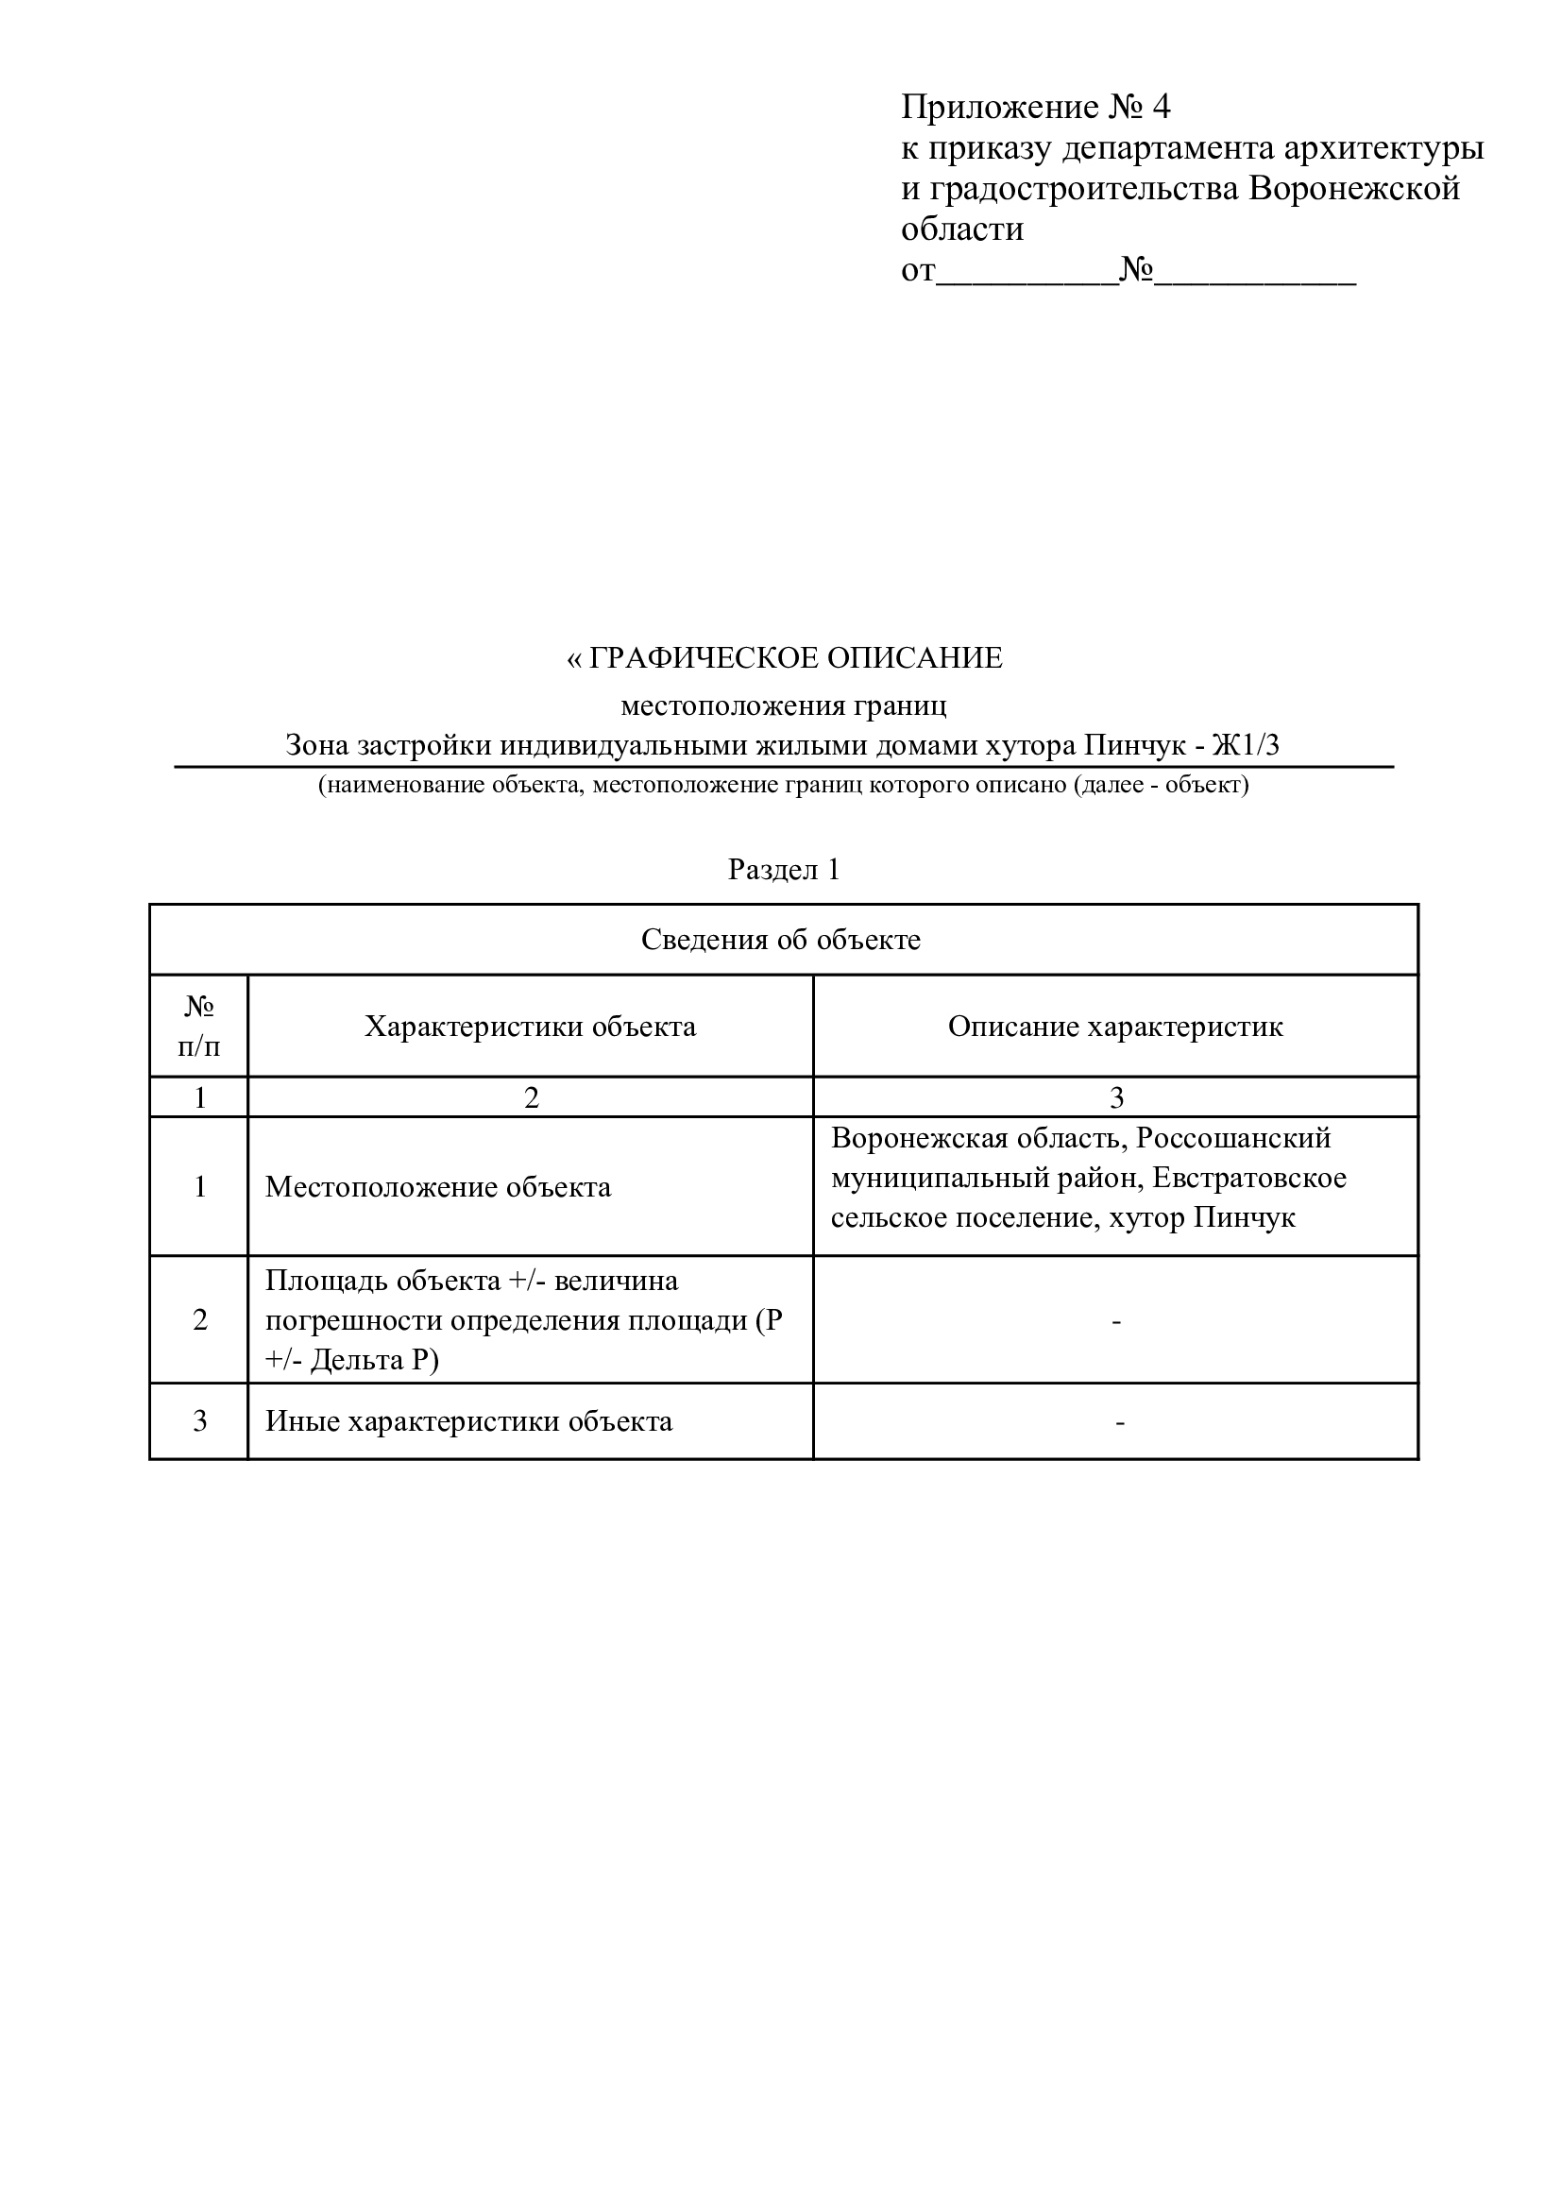 Приложение № 4
к приказу департамента архитектуры
и градостроительства Воронежской
области
от__________№___________
« ГРАФИЧЕСКОЕ ОПИСАНИЕ
местоположения границ
Зона застройки индивидуальными жилыми домами хутора Пинчук - Ж1/3
(наименование объекта, местоположение границ которого описано (далее - объект)
Раздел 1
Сведения об объекте
№
п/п
Характеристики объекта
Описание характеристик
1
2
3
1
Местоположение объекта
Воронежская область, Россошанский
муниципальный район, Евстратовское
сельское поселение, хутор Пинчук
2
Площадь объекта +/- величина
погрешности определения площади (P
+/- Дельта P)
-
3
Иные характеристики объекта
-